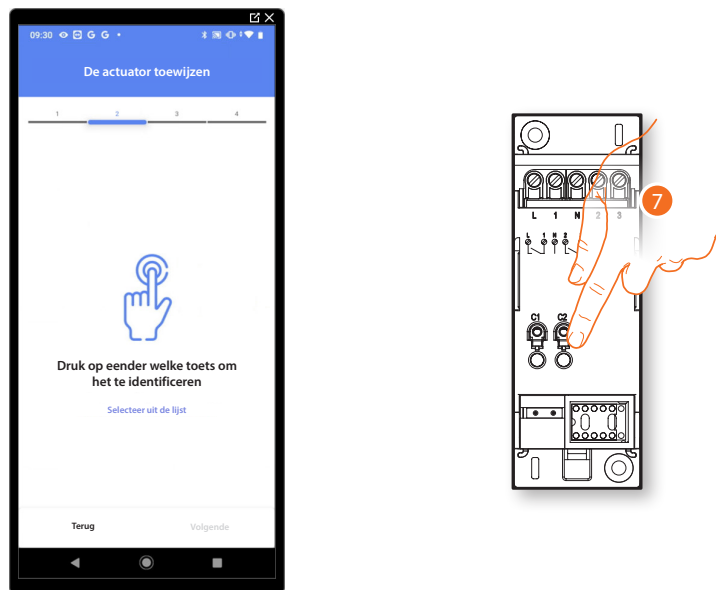 09:30 G G
De actuator toewijzen
1 2 3 4
Druk op eender welke toets om
het te identificeren
Selecteer uit de lijst
Terug Volgende
7
L 1 N 2 3
L 1 N 2
C1 C2